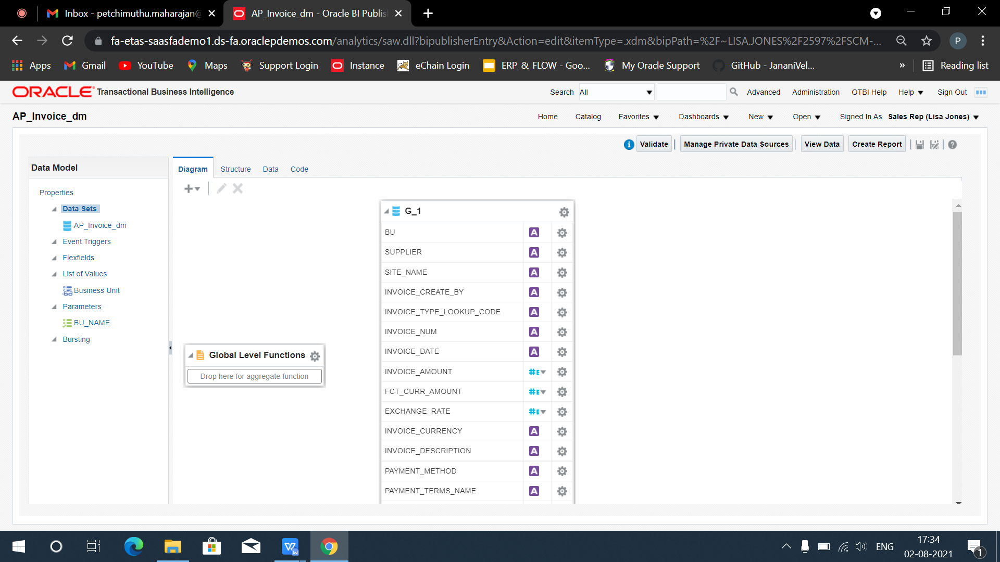 Inbox - petchimuthu.maharajan@
AP_Invoice_dm - Oracle BI Publis
fa-etas-saasfademo1.ds-fa.oraclepdemos.com/analytics/saw.dll?bipublisherEntry&Action=edit&itemType=.xdm&bipPath=%2F~LISA.JONES%2F2597%2FSCM-...
P
Apps
Gmail
YouTube
Maps
Support Login
Instance
eChain Login
ERP_&_FLOW - Goo...
My Oracle Support
GitHub - JananiVel...
»
Reading list
ORACLE Transactional Business Intelligence
Search All
Advanced
Administration
OTBI Help
Help
Sign Out
AP_Invoice_dm
Home
Catalog
Favorites
Dashboards
New
Open
Signed In As Sales Rep (Lisa Jones)
Validate
Manage Private Data Sources
View Data
Create Report
Data Model
Diagram
Structure
Data
Code
Properties
Data Sets
AP_Invoice_dm
Event Triggers
Flexfields
List of Values
Business Unit
Parameters
BU_NAME
Bursting
Global Level Functions
Drop here for aggregate function
G_1
BU A
SUPPLIER A
SITE_NAME A
INVOICE_CREATE_BY A
INVOICE_TYPE_LOOKUP_CODE A
INVOICE_NUM A
INVOICE_DATE A
INVOICE_AMOUNT #
FCT_CURR_AMOUNT #
EXCHANGE_RATE #
INVOICE_CURRENCY A
INVOICE_DESCRIPTION A
PAYMENT_METHOD A
PAYMENT_TERMS_NAME A
ENG
17:34
02-08-2021
1